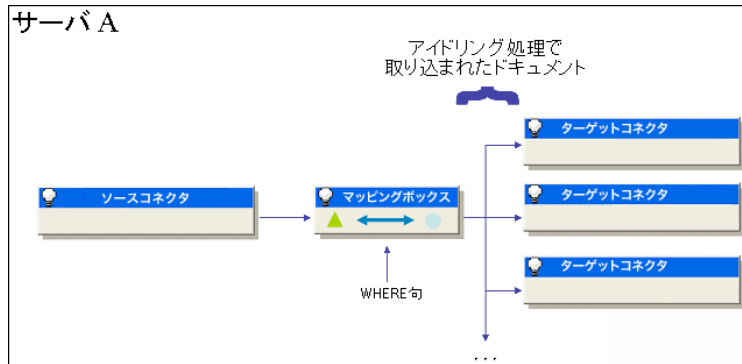 サーバ A
アイドリング処理で
取り込まれたドキュメント
ターゲットコネクタ
ソースコネクタ
マッピングボックス
ターゲットコネクタ
ターゲットコネクタ
WHERE句
...